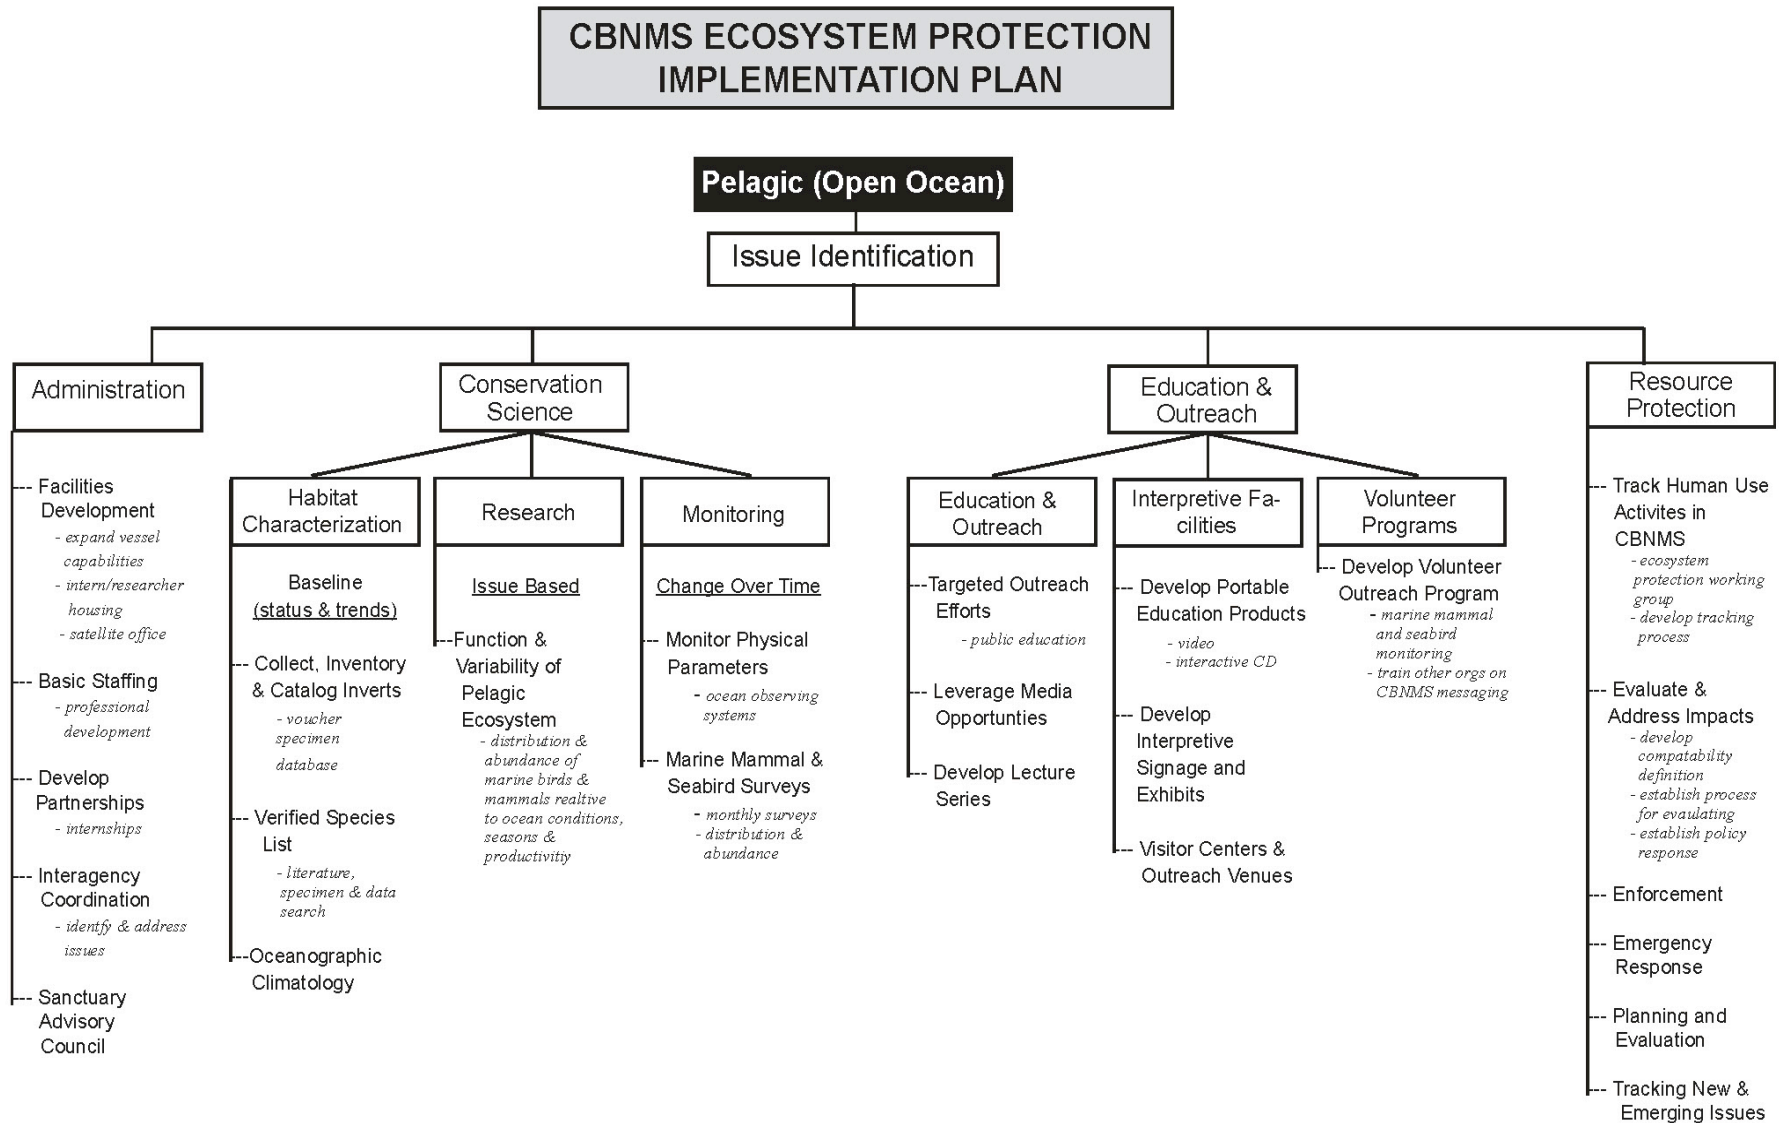 CBNMS ECOSYSTEM PROTECTION
IMPLEMENTATION PLAN
Pelagic (Open Ocean)
Issue Identification
Administration
- Facilities
Development
- expand vessel
capabilities
- intern/researcher
housing
- satellite office
- Basic Staffing
- professional
development
- Develop
Partnerships
- internships
- Interagency
Coordination
- identfy & address
issues
- Sanctuary
Advisory
Council
Conservation
Science
Habitat
Characterization
Baseline
(status & trends)
Collect, Inventory
& Catalog Inverts
- voucher
specimen
database
Verified Species
List
- literature,
specimen & data
search
Oceanographic
Climatology
Research
Issue Based
Function &
Variability of
Pelagic
Ecosystem
- distribution &
abundance of
marine birds &
mammals realtive
to ocean conditions,
seasons &
productivitiy
Monitoring
Change Over Time
Monitor Physical
Parameters
- ocean observing
systems
Marine Mammal &
Seabird Surveys
- monthly surveys
- distribution &
abundance
Education &
Outreach
Education &
Outreach
Targeted Outreach
Efforts
- public education
Leverage Media
Opportunties
Develop Lecture
Series
Interpretive Fa-
cilities
Develop Portable
Education Products
- video
- interactive CD
Develop
Interpretive
Signage and
Exhibits
Visitor Centers &
Outreach Venues
Volunteer
Programs
Develop Volunteer
Outreach Program
- marine mammal
and seabird
monitoring
- train other orgs on
CBNMS messaging
Resource
Protection
Track Human Use
Activites in
CBNMS
- ecosystem
protection working
group
- develop tracking
process
Evaluate &
Address Impacts
- develop
compatability
definition
- establish process
for evaulating
- establish policy
response
Enforcement
Emergency
Response
Planning and
Evaluation
Tracking New &
Emerging Issues